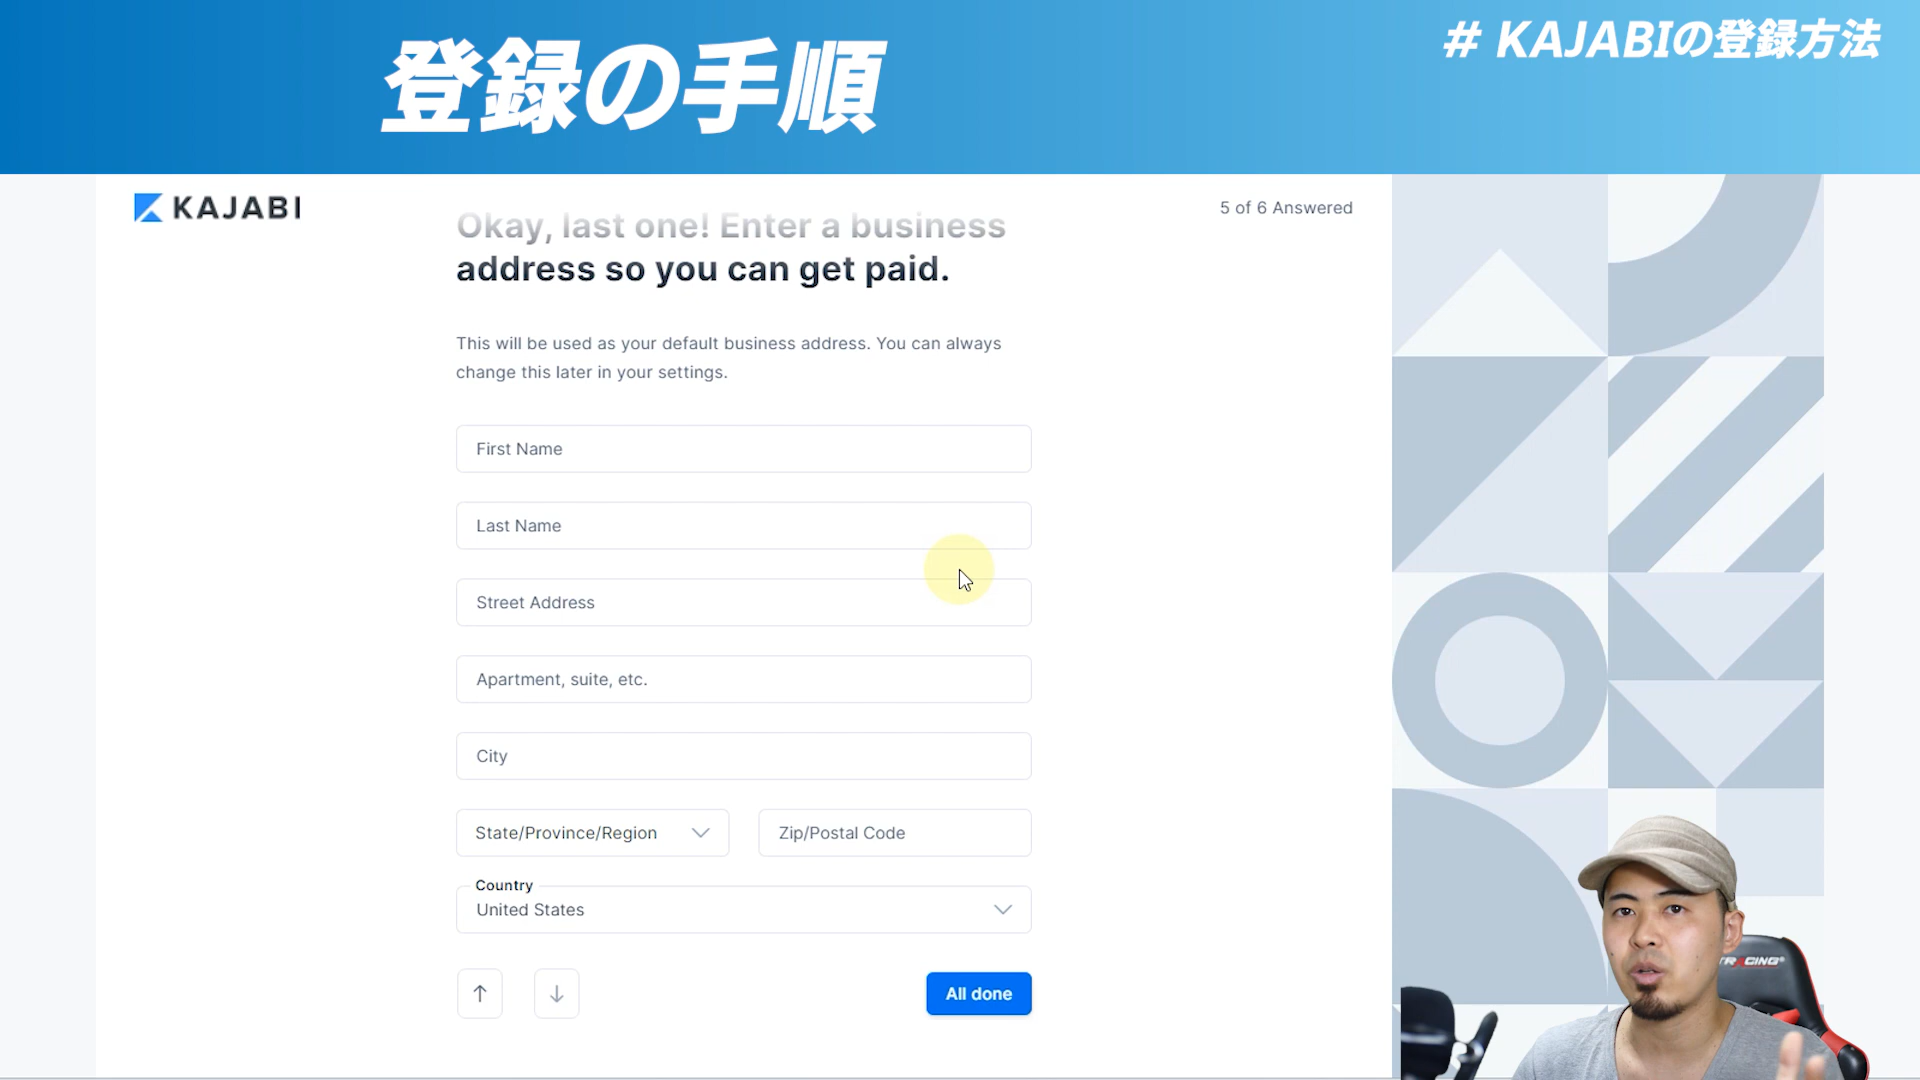 登録の手順
# KAJABIの登録方法
KAJABI
5 of 6 Answered
Okay, last one! Enter a business
address so you can get paid.
This will be used as your default business address. You can always
change this later in your settings.
First Name
Last Name
Street Address
Apartment, suite, etc.
City
State/Province/Region
Zip/Postal Code
Country
United States
All done